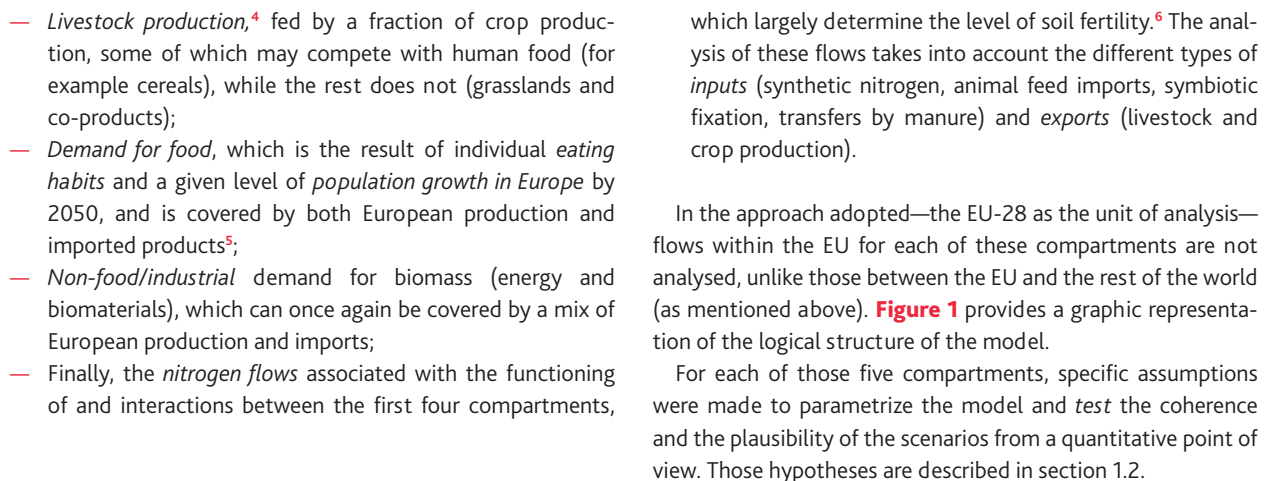 — Livestock production,4 fed by a fraction of crop produc-
tion, some of which may compete with human food (for
example cereals), while the rest does not (grasslands and
co-products);
— Demand for food, which is the result of individual eating
habits and a given level of population growth in Europe by
2050, and is covered by both European production and
imported products5;
— Non-food/industrial demand for biomass (energy and
biomaterials), which can once again be covered by a mix of
European production and imports;
— Finally, the nitrogen flows associated with the functioning
of and interactions between the first four compartments,
which largely determine the level of soil fertility.6 The anal-
ysis of these flows takes into account the different types of
inputs (synthetic nitrogen, animal feed imports, symbiotic
fixation, transfers by manure) and exports (livestock and
crop production).
In the approach adopted—the EU-28 as the unit of analysis—
flows within the EU for each of these compartments are not
analysed, unlike those between the EU and the rest of the world
(as mentioned above). Figure 1 provides a graphic representa-
tion of the logical structure of the model.
For each of those five compartments, specific assumptions
were made to parametrize the model and test the coherence
and the plausibility of the scenarios from a quantitative point of
view. Those hypotheses are described in section 1.2.